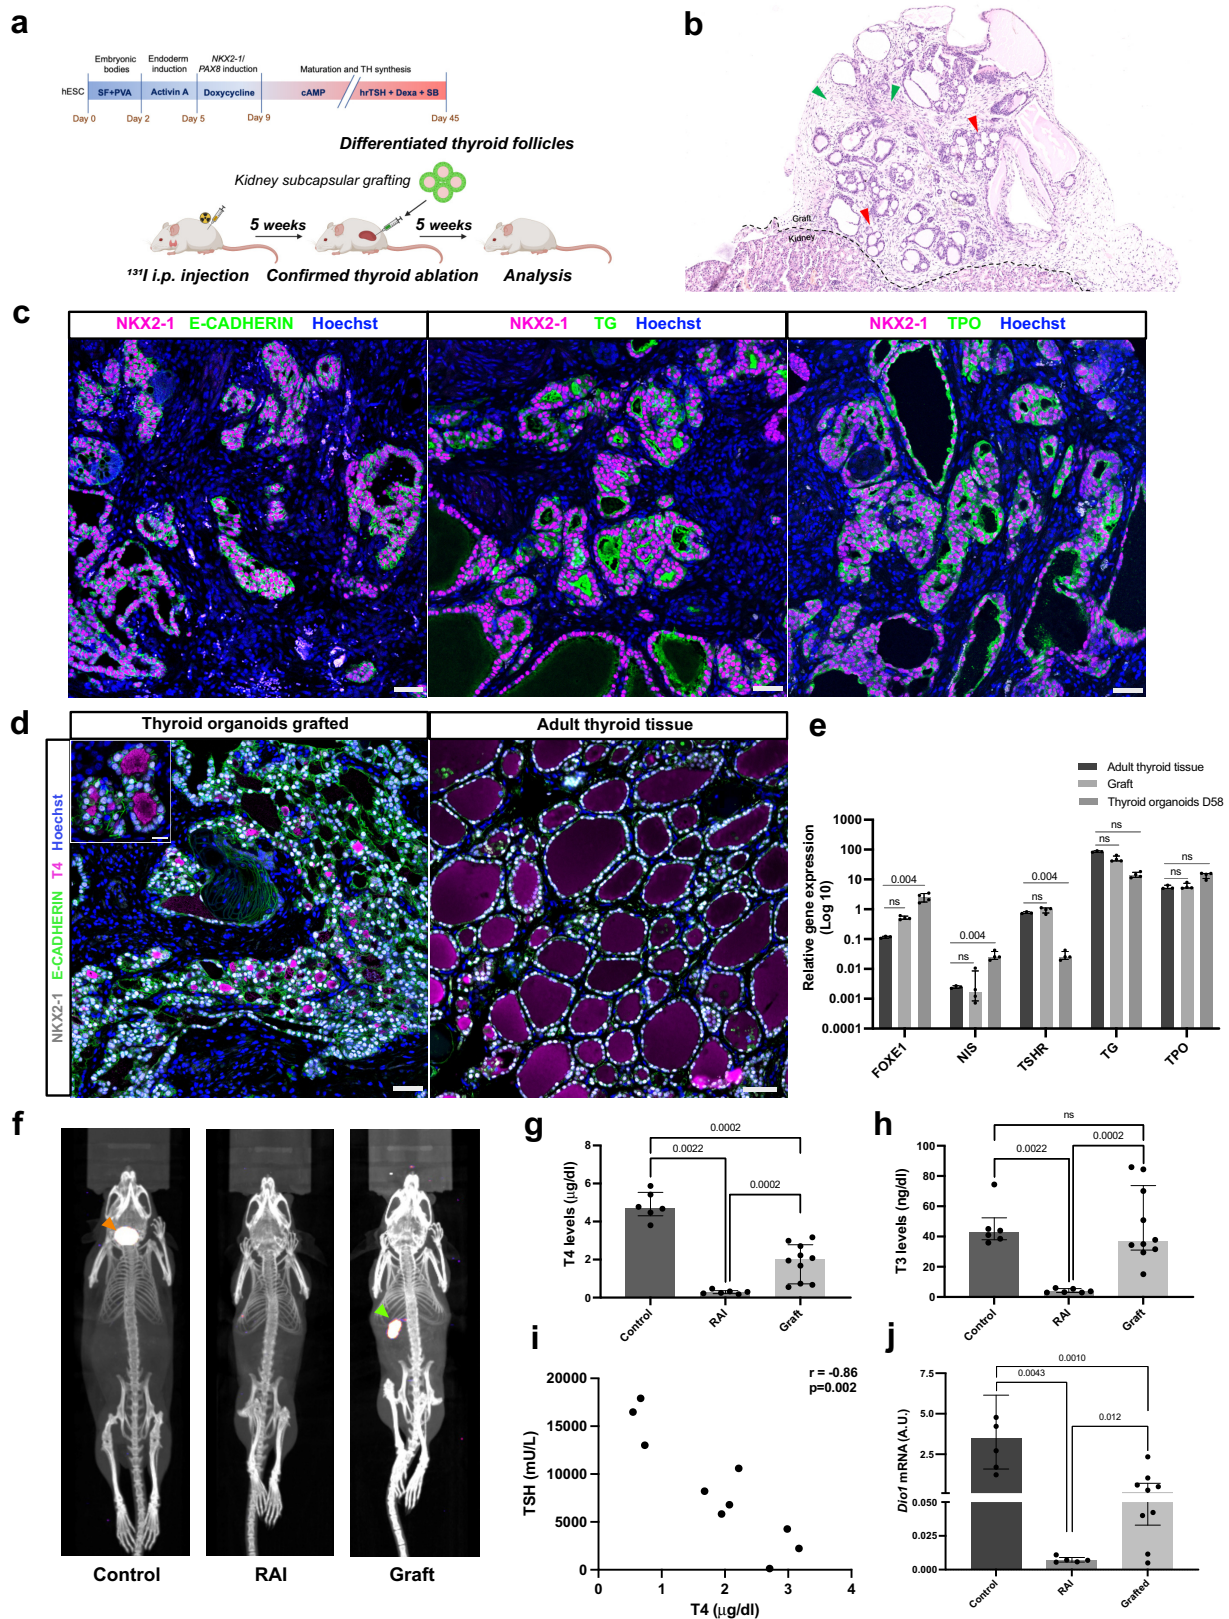 a
Embryonic bodies
Endoderm induction
NKX2-1/ PAX8 induction
Maturation and TH synthesis
hESC
SF+PVA
Activin A
Doxycycline
cAMP
hrTSH + Dexa + SB
Day 0
Day 2
Day 5
Day 9
Day 45
Differentiated thyroid follicles
Kidney subcapsular grafting
5 weeks
5 weeks
¹³¹I i.p. injection
Confirmed thyroid ablation
Analysis
b
Graft
Kidney
c
NKX2-1 E-CADHERIN Hoechst
NKX2-1 TG Hoechst
NKX2-1 TPO Hoechst
d
Thyroid organoids grafted
Adult thyroid tissue
NKX2-1 E-CADHERIN T4 Hoechst
e
Adult thyroid tissue
Graft
Thyroid organoids D58
Relative gene expression
(Log 10)
1000
100
10
1
0.1
0.01
0.001
0.0001
0.004
ns
0.004
ns
0.004
ns
ns
ns
ns
ns
FOXE1
NIS
TSHR
TG
TPO
f
Control
RAI
Graft
g
T4 levels (µg/dl)
8
6
4
2
0
0.0002
0.0022
0.0002
Control
RAI
Graft
h
T3 levels (ng/dl)
100
80
60
40
20
0
ns
0.0022
0.0002
Control
RAI
Graft
i
r = -0.86
p=0.002
TSH (mU/L)
20000
15000
10000
5000
0
0
1
2
3
4
T4 (µg/dl)
j
Dio1 mRNA (A.U.)
7.5
5.0
2.5
0.050
0.025
0.000
0.0010
0.0043
0.012
Control
RAI
Grafted